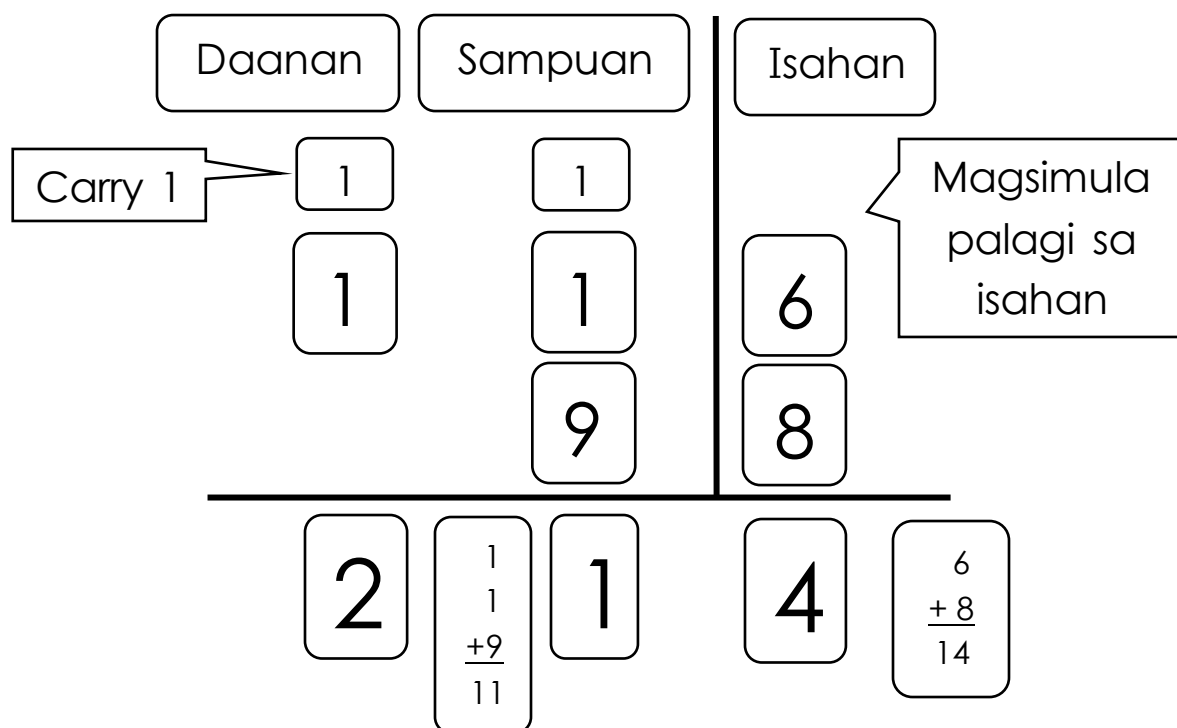 Daanan Sampuan Isahan
Carry 1
1 1
Magsimula
palagi sa
isahan
1 1 6
9 8
2 1 4
1
1
+9
11
6
+ 8
14